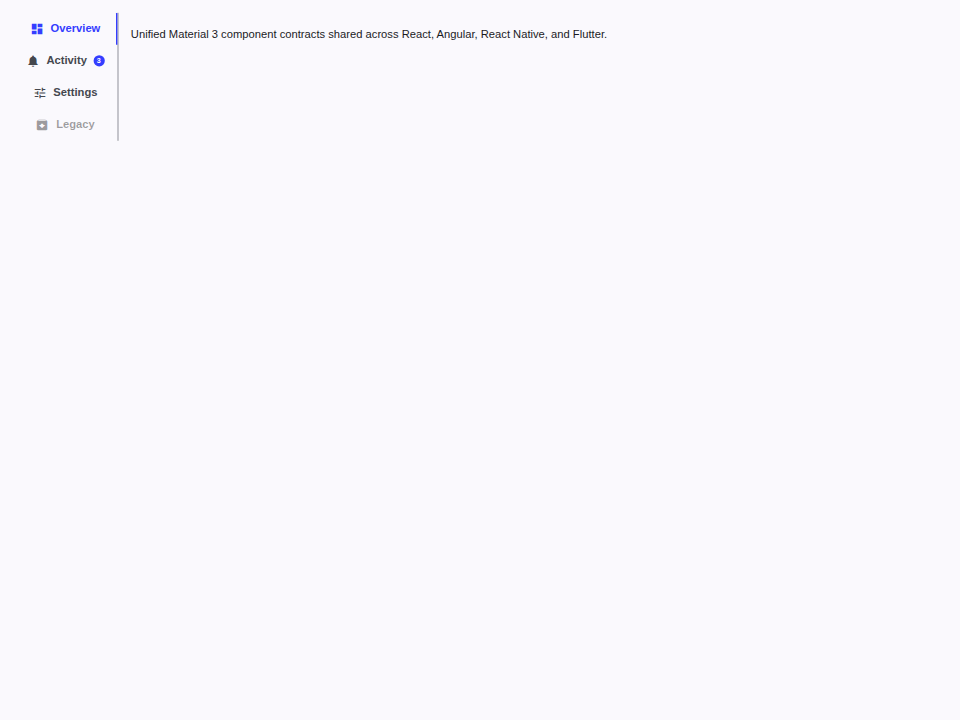 Overview
Activity 3
Settings
Legacy
Unified Material 3 component contracts shared across React, Angular, React Native, and Flutter.